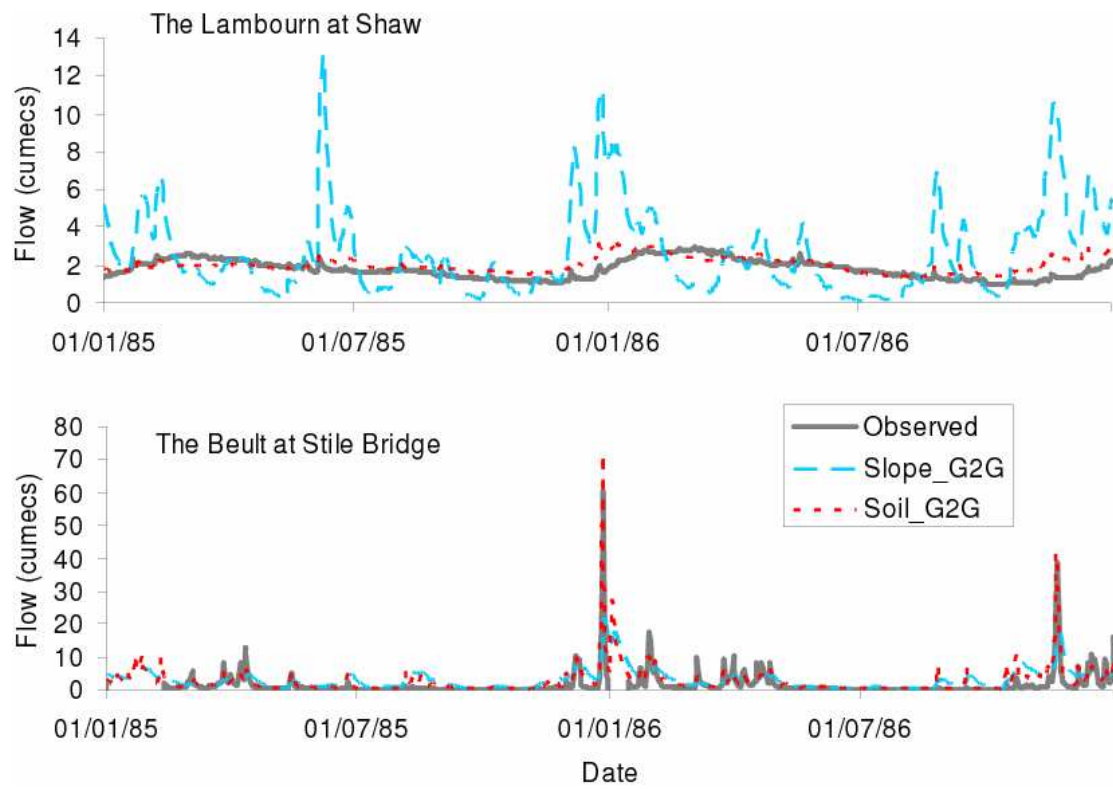 The Lambourn at Shaw
14
12
10
8
6
4
2
0
Flow (cumecs)
01/01/85 01/07/85 01/01/86 01/07/86
The Beult at Stile Bridge
80
70
60
50
40
30
20
10
0
Flow (cumecs)
Observed
Slope_G2G
Soil_G2G
01/01/85 01/07/85 01/01/86 01/07/86
Date